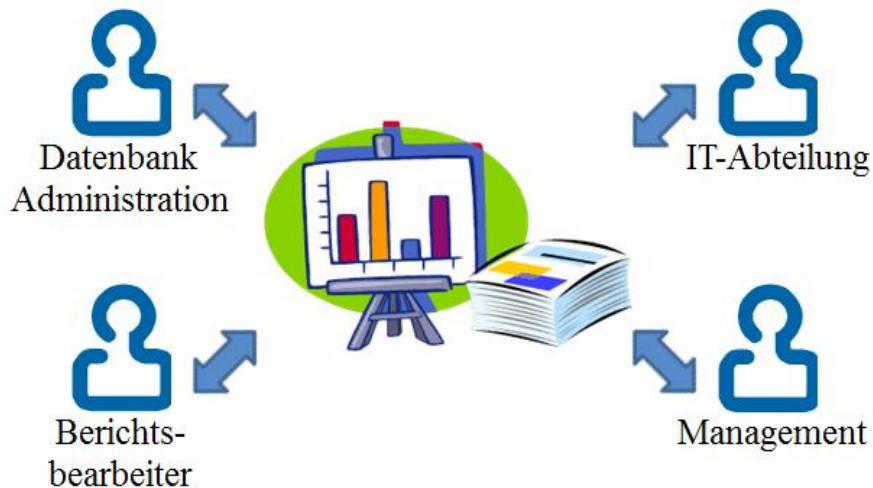 Datenbank
Administration
IT-Abteilung
Berichts-
bearbeiter
Management